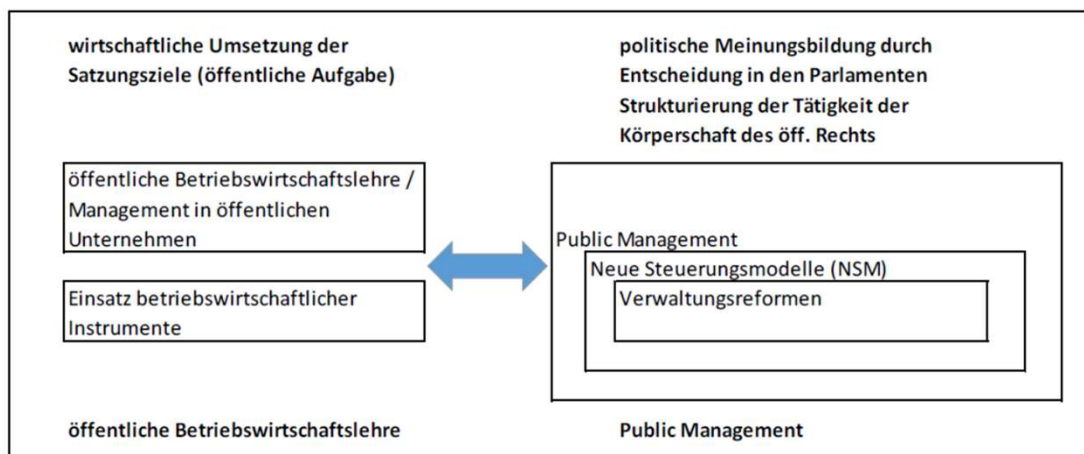 wirtschaftliche Umsetzung der
Satzungsziele (öffentliche Aufgabe)
politische Meinungsbildung durch
Entscheidung in den Parlamenten
Strukturierung der Tätigkeit der
Körperschaft des öff. Rechts
öffentliche Betriebswirtschaftslehre /
Management in öffentlichen
Unternehmen
Einsatz betriebswirtschaftlicher
Instrumente
Public Management
Neue Steuerungsmodelle (NSM)
Verwaltungsreformen
öffentliche Betriebswirtschaftslehre
Public Management